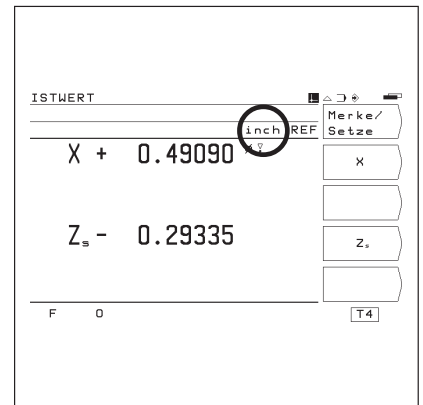 ISTWERT
Merke/
Setze
inch REF
X + 0.49090
X
Zs - 0.29335
Zs
F 0
T4